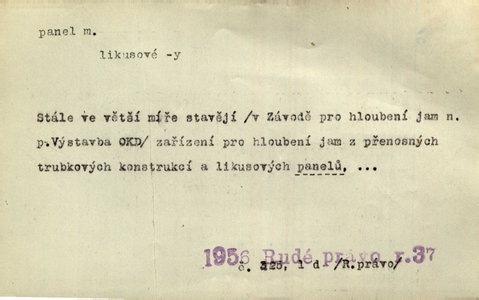 panel m.
likusové -y
Stále ve větší míře stavějí /v Závodě pro hloubení jam n.
p.Výstavba OKD/ zařízení pro hloubení jam z přenosných
trubkových konstrukcí a likusových panelů, ...
1956 Rudé právo r.37
č. 326, 1 d /R.právo/